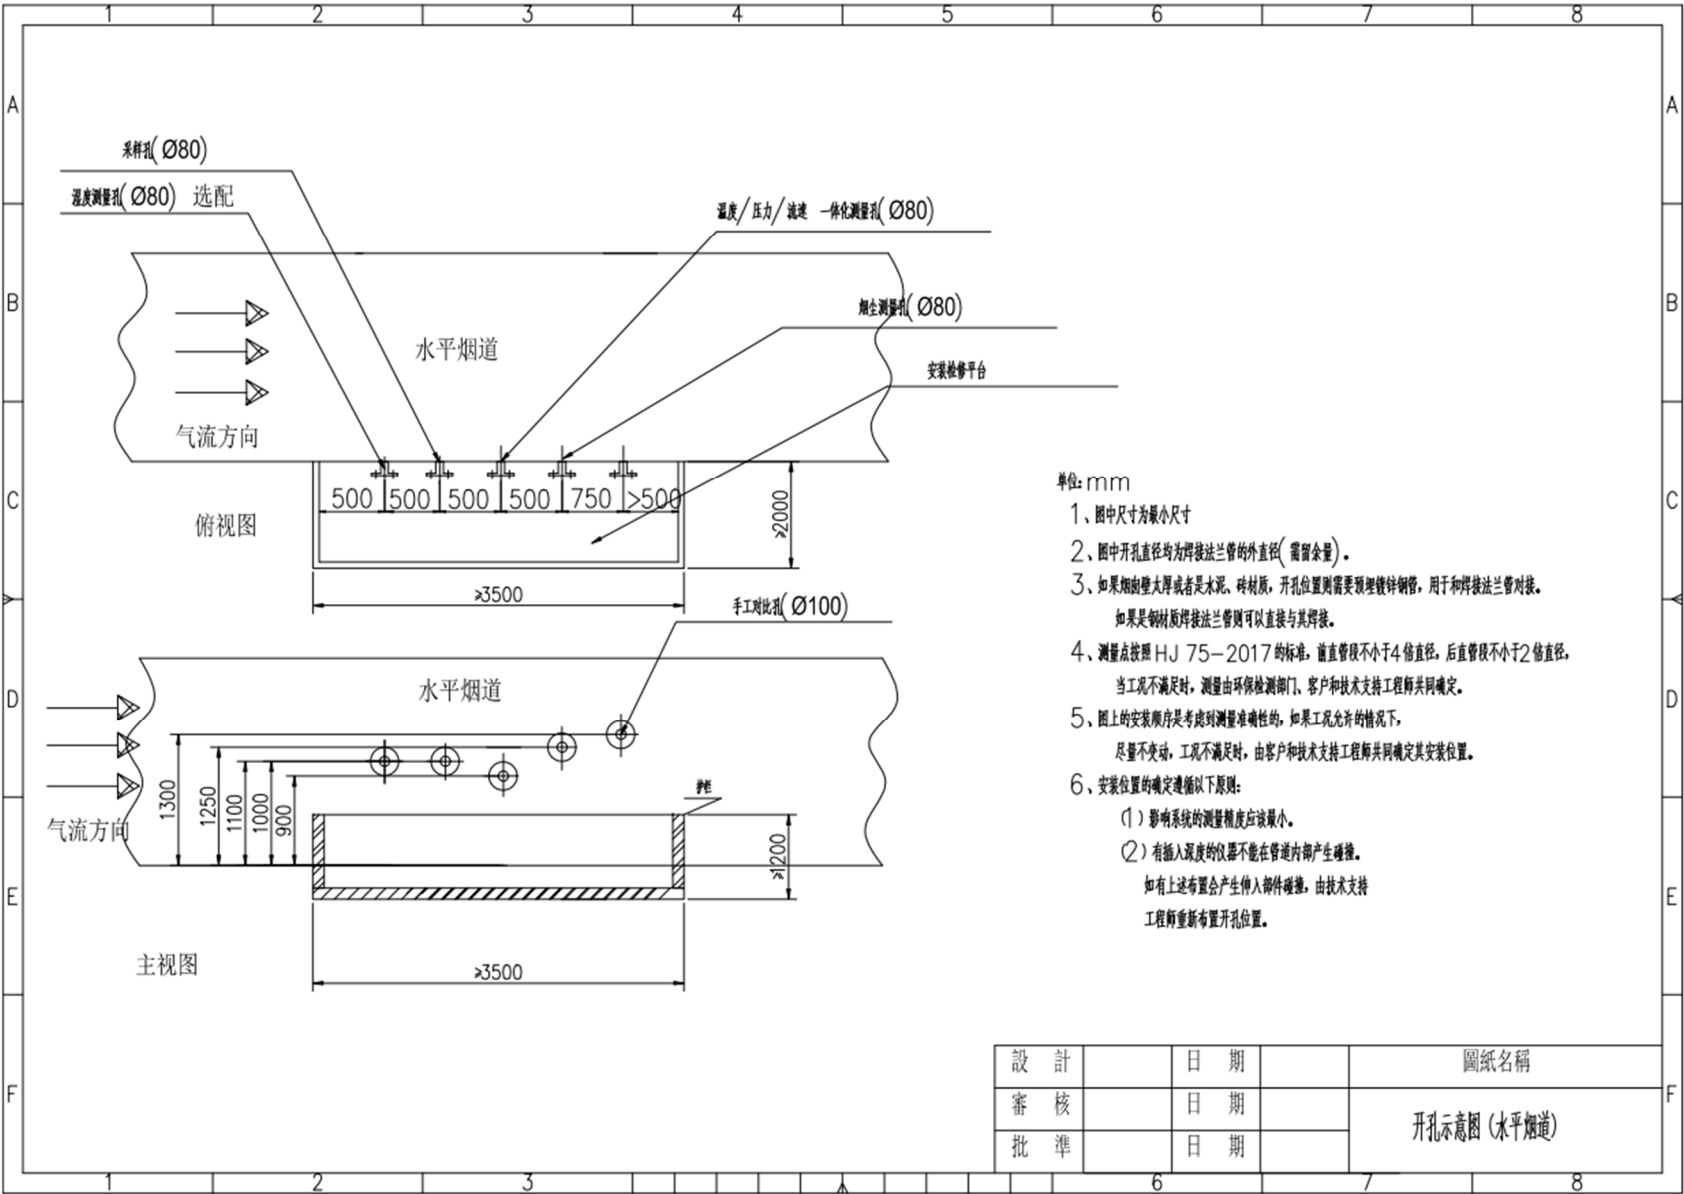 1 2 3 4 5 6 7 8
A A
采样孔(Ø80)
湿度测量孔(Ø80) 选配
温度/压力/流速 一体化测量孔(Ø80)
B B
烟尘测量孔(Ø80)
水平烟道
安装检修平台
气流方向
C C
500 500 500 500 750 >500
≥2000
俯视图
≥3500
手工对比孔(Ø100)
单位:mm
1、图中尺寸为最小尺寸
2、图中开孔直径均为焊接法兰管的外直径(需留余量)。
3、如果烟囱壁太厚或者是水泥、砖材质,开孔位置则需要预埋镀锌钢管,用于和焊接法兰管对接。
如果是钢材质焊接法兰管则可以直接与其焊接。
4、测量点按照HJ 75-2017的标准,前直管段不小于4倍直径,后直管段不小于2倍直径,
当工况不满足时,测量由环保检测部门、客户和技术支持工程师共同确定。
5、图上的安装顺序是考虑到测量准确性的,如果工况允许的情况下,
尽量不变动,工况不满足时,由客户和技术支持工程师共同确定其安装位置。
6、安装位置的确定遵循以下原则:
(1)影响系统的测量精度应该最小。
(2)有插入深度的仪器不能在管道内部产生碰撞。
如有上述布置会产生伸入部件碰撞,由技术支持
工程师重新布置开孔位置。
水平烟道
D D
1300 1250 1100 1000 900
护栏
气流方向
≥1200
E E
主视图
≥3500
設 計 日 期 圖紙名稱
審 核 日 期
开孔示意图(水平烟道)
批 準 日 期
F F
1 2 3 6 7 8